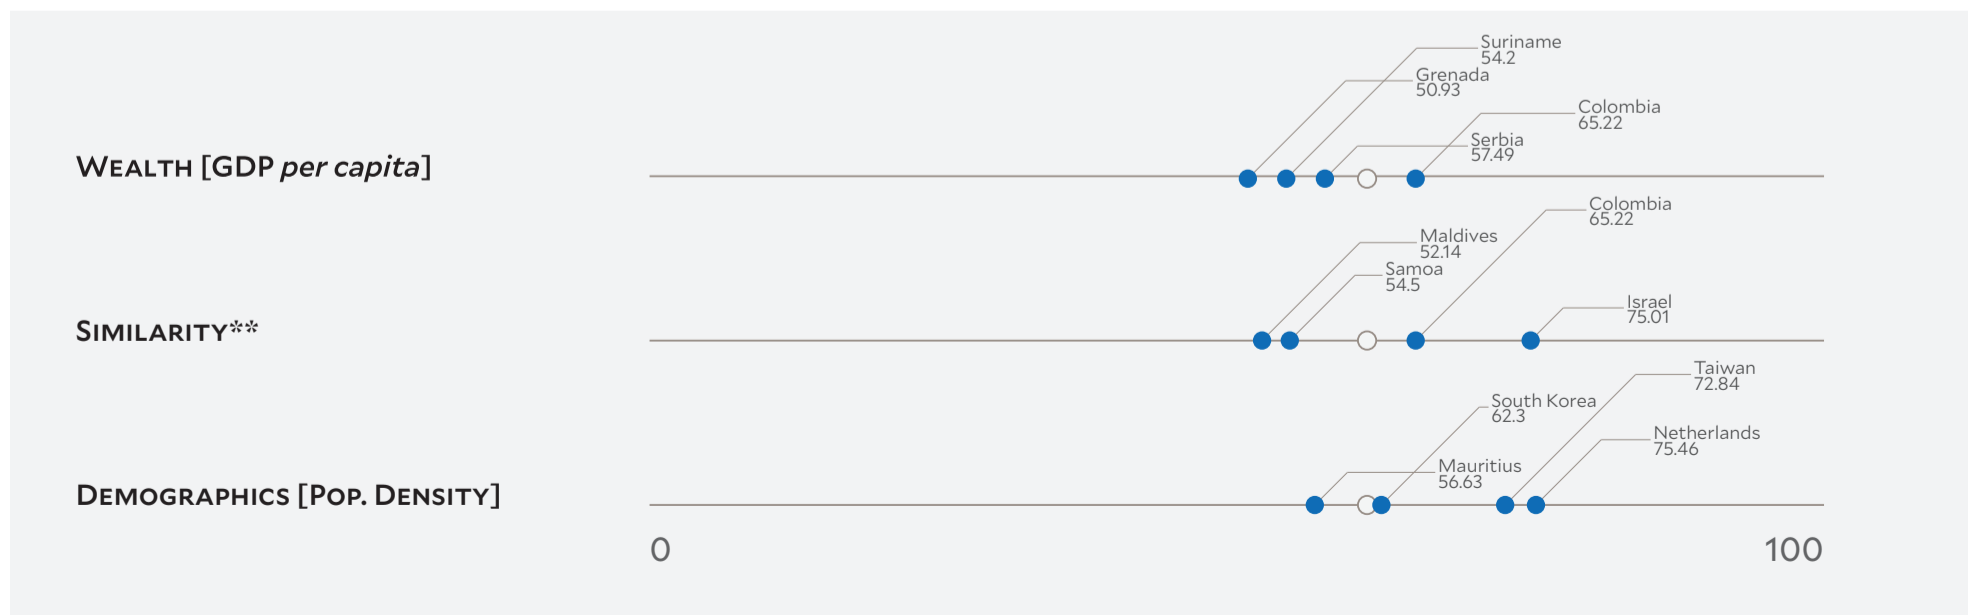 Suriname
54.2
Grenada
50.93
Colombia
65.22
Serbia
57.49
WEALTH [GDP per capita]
Colombia
65.22
Maldives
52.14
Samoa
54.5
Israel
75.01
SIMILARITY**
Taiwan
72.84
South Korea
62.3
Netherlands
75.46
Mauritius
56.63
DEMOGRAPHICS [POP. DENSITY]
0
100